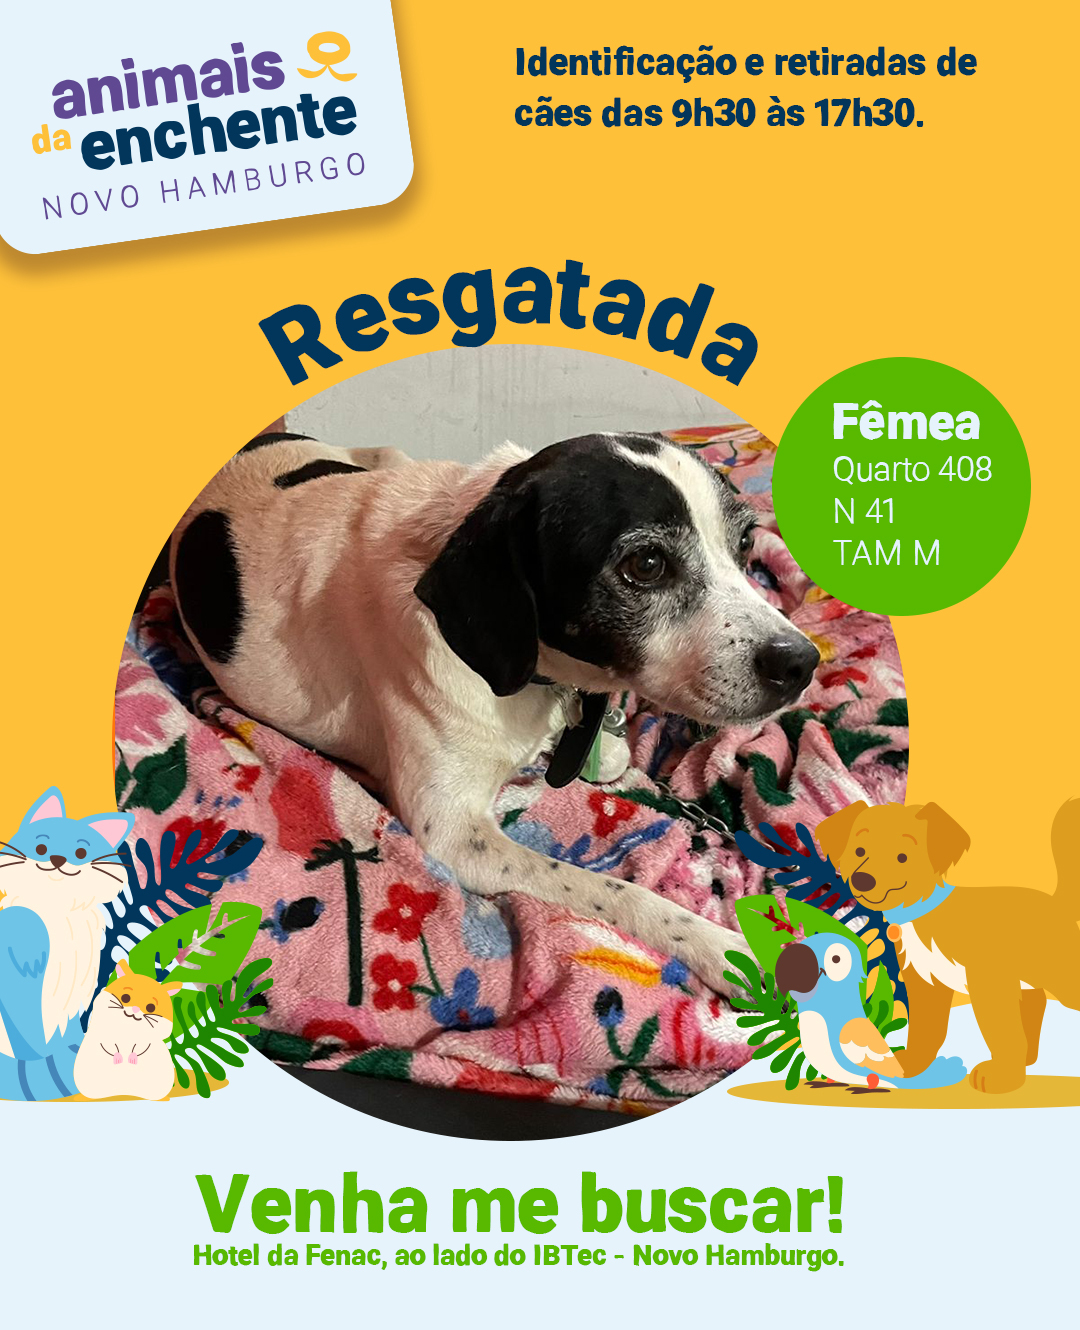 animais
da enchente
NOVO HAMBURGO
Identificação e retiradas de
cães das 9h30 às 17h30.
Resgatada
Fêmea
Quarto 408
N 41
TAM M
Venha me buscar!
Hotel da Fenac, ao lado do IBTec - Novo Hamburgo.